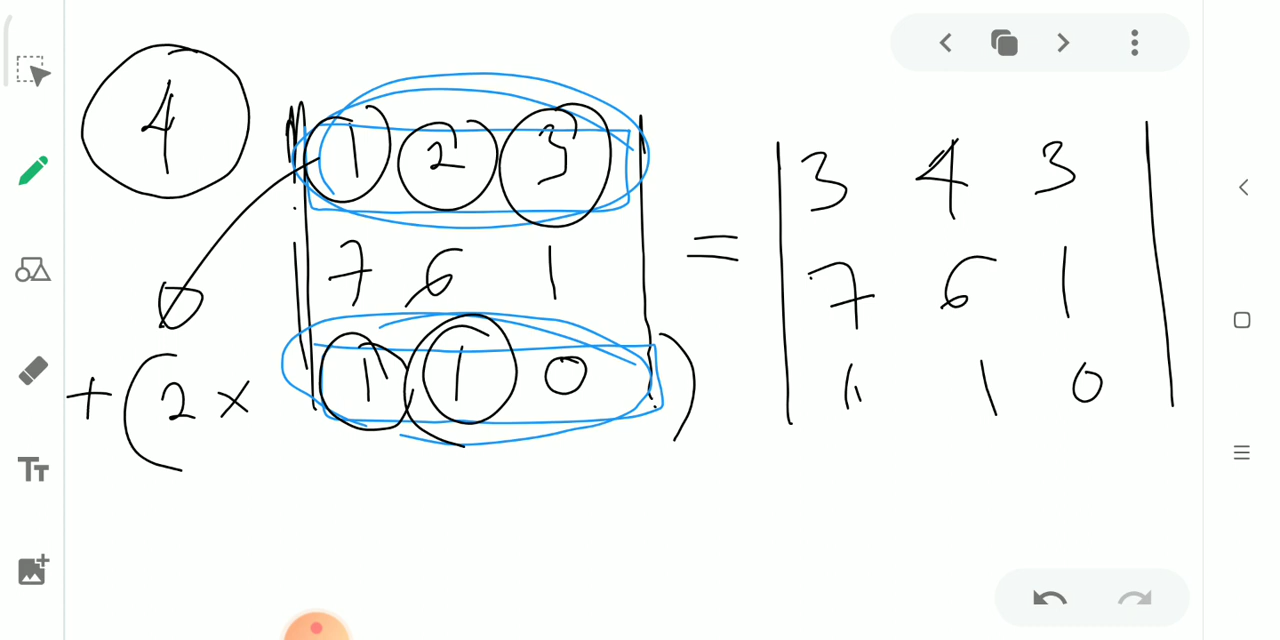 4
| 1 2 3 | = | 3 4 3 |
| 7 6 1 | | 7 6 1 |
+ (2 × | 1 1 0 |) | 1 1 0 |
Tт